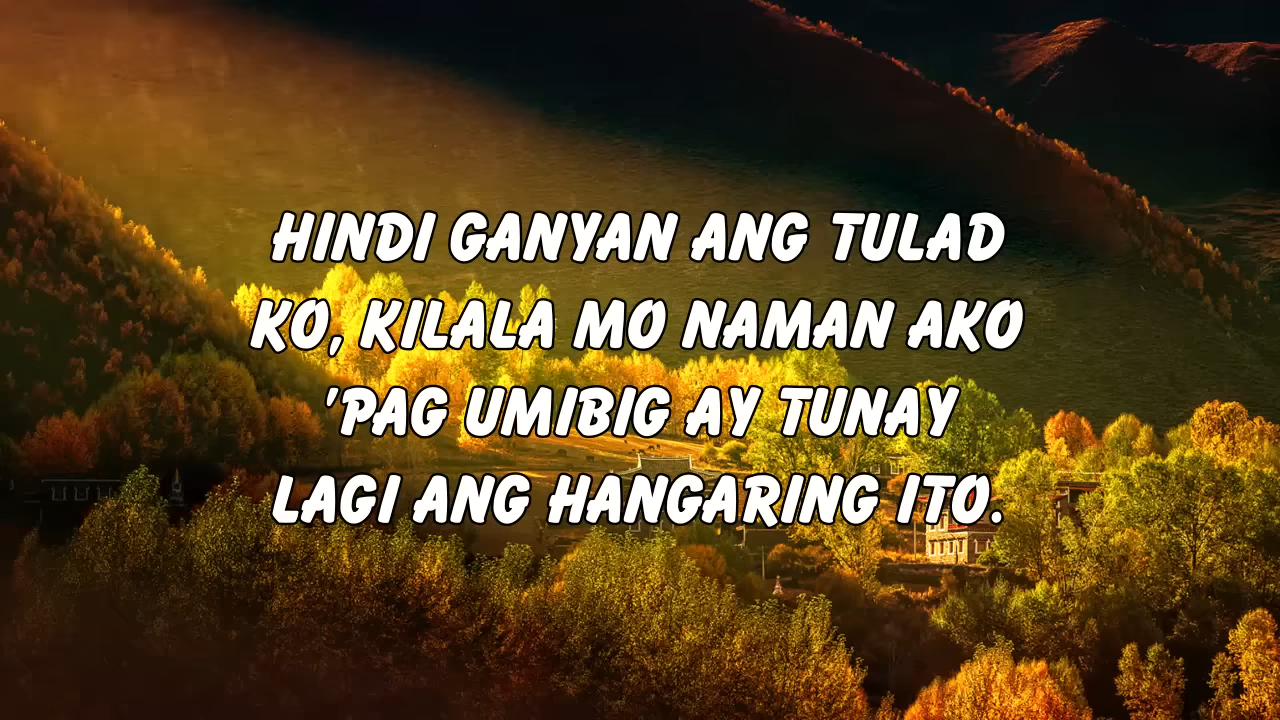 HINDI GANYAN ANG TULAD
KO, KILALA MO NAMAN AKO
'PAG UMIBIG AY TUNAY
LAGI ANG HANGARING ITO.